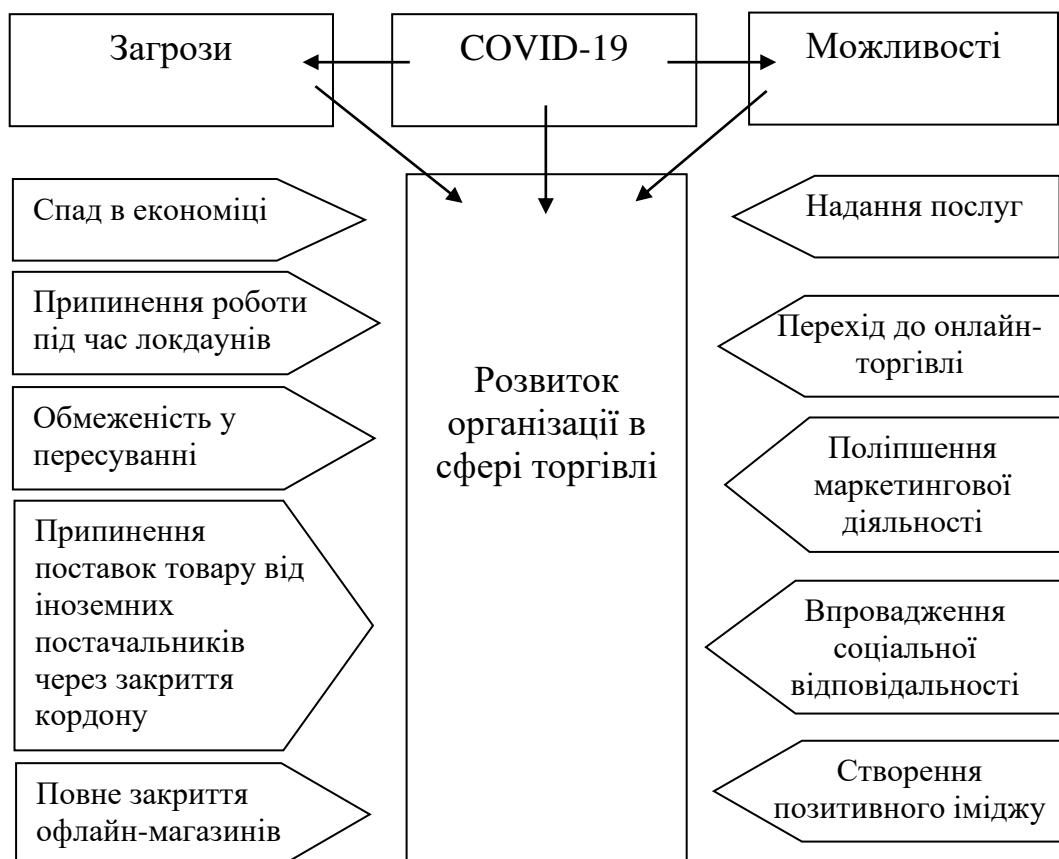 Загрози
COVID-19
Можливості
Спад в економіці
Припинення роботи
під час локдаунів
Обмеженість у
пересуванні
Припинення
поставок товару від
іноземних
постачальників
через закриття
кордону
Повне закриття
офлайн-магазинів
Розвиток
організації в
сфері торгівлі
Надання послуг
Перехід до онлайн-
торгівлі
Поліпшення
маркетингової
діяльності
Впровадження
соціальної
відповідальності
Створення
позитивного іміджу